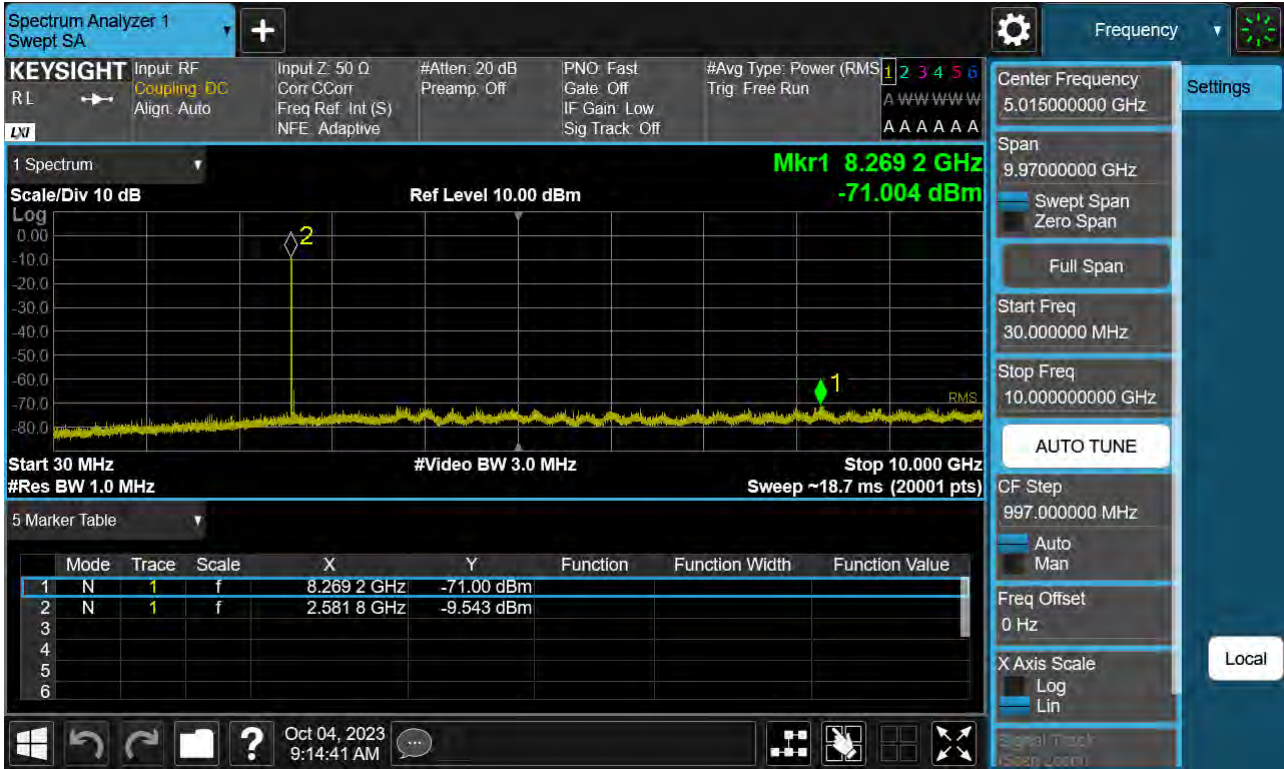 Spectrum Analyzer 1
Swept SA
+
Frequency
KEYSIGHT
RL
LXI
Input: RF
Coupling: DC
Align: Auto
Input Z: 50 Ω
Corr CCorr
Freq Ref: Int (S)
NFE: Adaptive
#Atten: 20 dB
Preamp: Off
PNO: Fast
Gate: Off
IF Gain: Low
Sig Track: Off
#Avg Type: Power (RMS
Trig: Free Run
1 2 3 4 5 6
A W W W W W
A A A A A A
1 Spectrum
Scale/Div 10 dB
Ref Level 10.00 dBm
Mkr1 8.269 2 GHz
-71.004 dBm
Log
0.00
-10.0
-20.0
-30.0
-40.0
-50.0
-60.0
-70.0
-80.0
2
1
RMS
Start 30 MHz
#Video BW 3.0 MHz
Stop 10.000 GHz
#Res BW 1.0 MHz
Sweep ~18.7 ms (20001 pts)
5 Marker Table
Mode Trace Scale X Y Function Function Width Function Value
1 N 1 f 8.269 2 GHz -71.00 dBm
2 N 1 f 2.581 8 GHz -9.543 dBm
3
4
5
6
Center Frequency
5.015000000 GHz
Span
9.97000000 GHz
Swept Span
Zero Span
Full Span
Start Freq
30.000000 MHz
Stop Freq
10.000000000 GHz
AUTO TUNE
CF Step
997.000000 MHz
Auto
Man
Freq Offset
0 Hz
X Axis Scale
Log
Lin
Signal Track
(Span Zoom)
Settings
Local
?
Oct 04, 2023
9:14:41 AM